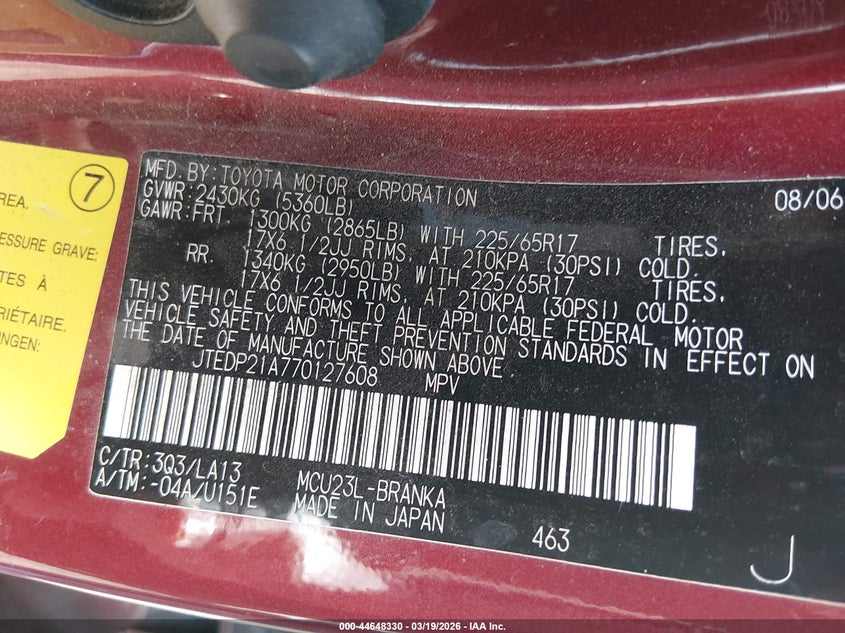 7
REA.
ESSURE GRAVE:
TES À
RIÉTAIRE.
NGEN:
MFD. BY: TOYOTA MOTOR CORPORATION 08/06
GVWR: 2430KG (5360LB)
GAWR: FRT. 1300KG (2865LB) WITH 225/65R17 TIRES,
17X6 1/2JJ RIMS, AT 210KPA (30PSI) COLD.
RR. 1340KG (2950LB) WITH 225/65R17 TIRES,
17X6 1/2JJ RIMS, AT 210KPA (30PSI) COLD.
THIS VEHICLE CONFORMS TO ALL APPLICABLE FEDERAL MOTOR
VEHICLE SAFETY AND THEFT PREVENTION STANDARDS IN EFFECT ON
THE DATE OF MANUFACTURE SHOWN ABOVE.
JTEDP21A770127608 MPV
C/TR: 3Q3/LA13 MCU23L-BRANKA
A/TM: -04A/U151E MADE IN JAPAN 463
J
000-44648330 - 03/19/2026 - IAA Inc.